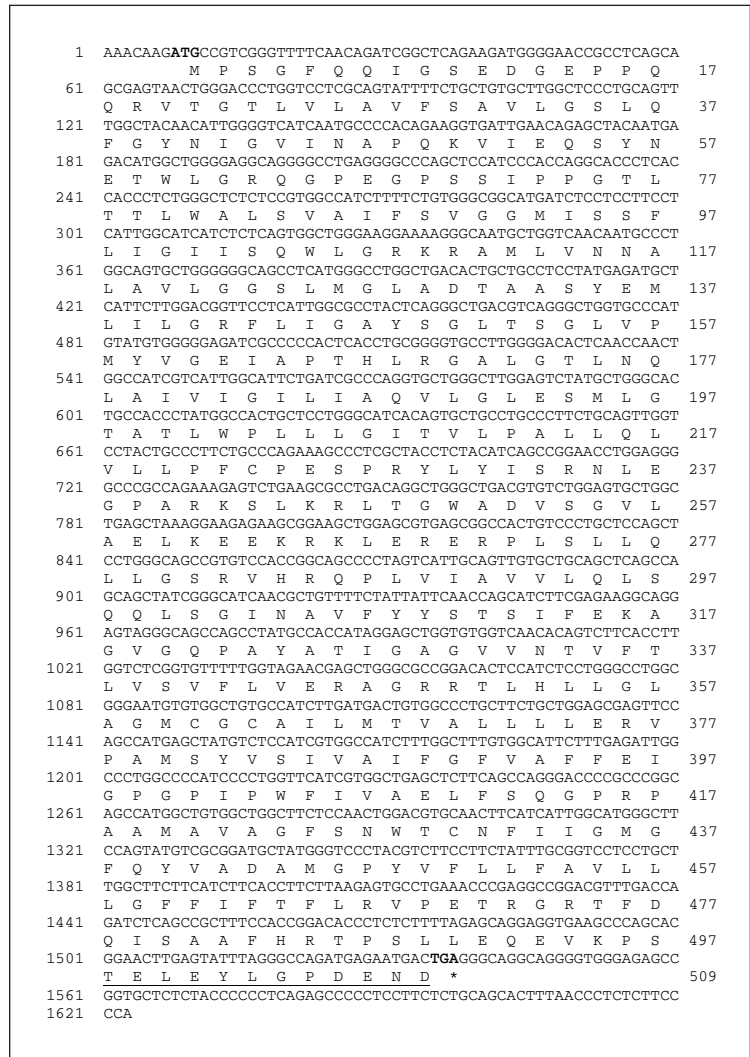 1 AAACAAGATGCCGTCGGGTTTTCAACAGATCGGCTCAGAAGATGGGGAACCGCCTCAGCA
M P S G F Q Q I G S E D G E P P Q 17
61 GCGAGTAACTGGGACCCTGGTCCTCGCAGTATTTTCTGCTGTGCTTGGCTCCCTGCAGTT
Q R V T G T L V L A V F S A V L G S L Q 37
121 TGGCTACAACATTGGGGTCATCAATGCCCCACAGAAGGTGATTGAACAGAGCTACAATGA
F G Y N I G V I N A P Q K V I E Q S Y N 57
181 GACATGGCTGGGGAGGCAGGGGCCTGAGGGGCCCAGCTCCATCCCACCAGGCACCCTCAC
E T W L G R Q G P E G P S S I P P G T L 77
241 CACCCTCTGGGCTCTCTCCGTGGCCATCTTTTCTGTGGGCGGCATGATCTCCTCCTTCCT
T T L W A L S V A I F S V G G M I S S F 97
301 CATTGGCATCATCTCTCAGTGGCTGGGAAGGAAAAGGGCAATGCTGGTCAACAATGCCCT
L I G I I S Q W L G R K R A M L V N N A 117
361 GGCAGTGCTGGGGGGCAGCCTCATGGGCCTGGCTGACACTGCTGCCTCCTATGAGATGCT
L A V L G G S L M G L A D T A A S Y E M 137
421 CATTCTTGGACGGTTCCTCATTGGCGCCTACTCAGGGCTGACGTCAGGGCTGGTGCCCAT
L I L G R F L I G A Y S G L T S G L V P 157
481 GTATGTGGGGGAGATCGCCCCCACTCACCTGCGGGGTGCCTTGGGGACACTCAACCAACT
M Y V G E I A P T H L R G A L G T L N Q 177
541 GGCCATCGTCATTGGCATTCTGATCGCCCAGGTGCTGGGCTTGGAGTCTATGCTGGGCAC
L A I V I G I L I A Q V L G L E S M L G 197
601 TGCCACCCTATGGCCACTGCTCCTGGGCATCACAGTGCTGCCTGCCCTTCTGCAGTTGGT
T A T L W P L L L G I T V L P A L L Q L 217
661 CCTACTGCCCTTCTGCCCAGAAAGCCCTCGCTACCTCTACATCAGCCGGAACCTGGAGGG
V L L P F C P E S P R Y L Y I S R N L E 237
721 GCCCGCCAGAAAGAGTCTGAAGCGCCTGACAGGCTGGGCTGACGTGTCTGGAGTGCTGGC
G P A R K S L K R L T G W A D V S G V L 257
781 TGAGCTAAAGGAAGAGAAGCGGAAGCTGGAGCGTGAGCGGCCACTGTCCCTGCTCCAGCT
A E L K E E K R K L E R E R P L S L L Q 277
841 CCTGGGCAGCCGTGTCCACCGGCAGCCCCTAGTCATTGCAGTTGTGCTGCAGCTCAGCCA
L L G S R V H R Q P L V I A V V L Q L S 297
901 GCAGCTATCGGGCATCAACGCTGTTTTCTATTATTCAACCAGCATCTTCGAGAAGGCAGG
Q Q L S G I N A V F Y Y S T S I F E K A 317
961 AGTAGGGCAGCCAGCCTATGCCACCATAGGAGCTGGTGTGGTCAACACAGTCTTCACCTT
G V G Q P A Y A T I G A G V V N T V F T 337
1021 GGTCTCGGTGTTTTTGGTAGAACGAGCTGGGCGCCGGACACTCCATCTCCTGGGCCTGGC
L V S V F L V E R A G R R T L H L L G L 357
1081 GGGAATGTGTGGCTGTGCCATCTTGATGACTGTGGCCCTGCTTCTGCTGGAGCGAGTTCC
A G M C G C A I L M T V A L L L L E R V 377
1141 AGCCATGAGCTATGTCTCCATCGTGGCCATCTTTGGCTTTGTGGCATTCTTTGAGATTGG
P A M S Y V S I V A I F G F V A F F E I 397
1201 CCCTGGCCCCATCCCCTGGTTCATCGTGGCTGAGCTCTTCAGCCAGGGACCCCGCCCGGC
G P G P I P W F I V A E L F S Q G P R P 417
1261 AGCCATGGCTGTGGCTGGCTTCTCCAACTGGACGTGCAACTTCATCATTGGCATGGGCTT
A A M A V A G F S N W T C N F I I G M G 437
1321 CCAGTATGTCGCGGATGCTATGGGTCCCTACGTCTTCCTTCTATTTGCGGTCCTCCTGCT
F Q Y V A D A M G P Y V F L L F A V L L 457
1381 TGGCTTCTTCATCTTCACCTTCTTAAGAGTGCCTGAAACCCGAGGCCGGACGTTTGACCA
L G F F I F T F L R V P E T R G R T F D 477
1441 GATCTCAGCCGCTTTCCACCGGACACCCTCTCTTTTAGAGCAGGAGGTGAAGCCCAGCAC
Q I S A A F H R T P S L L E Q E V K P S 497
1501 GGAACTTGAGTATTTAGGGCCAGATGAGAATGACTGAGGGCAGGCAGGGGTGGGAGAGCC
T E L E Y L G P D E N D * 509
1561 GGTGCTCTCTACCCCCCTCAGAGCCCCCTCCTTCTCTGCAGCACTTTAACCCTCTCTTCC
1621 CCA